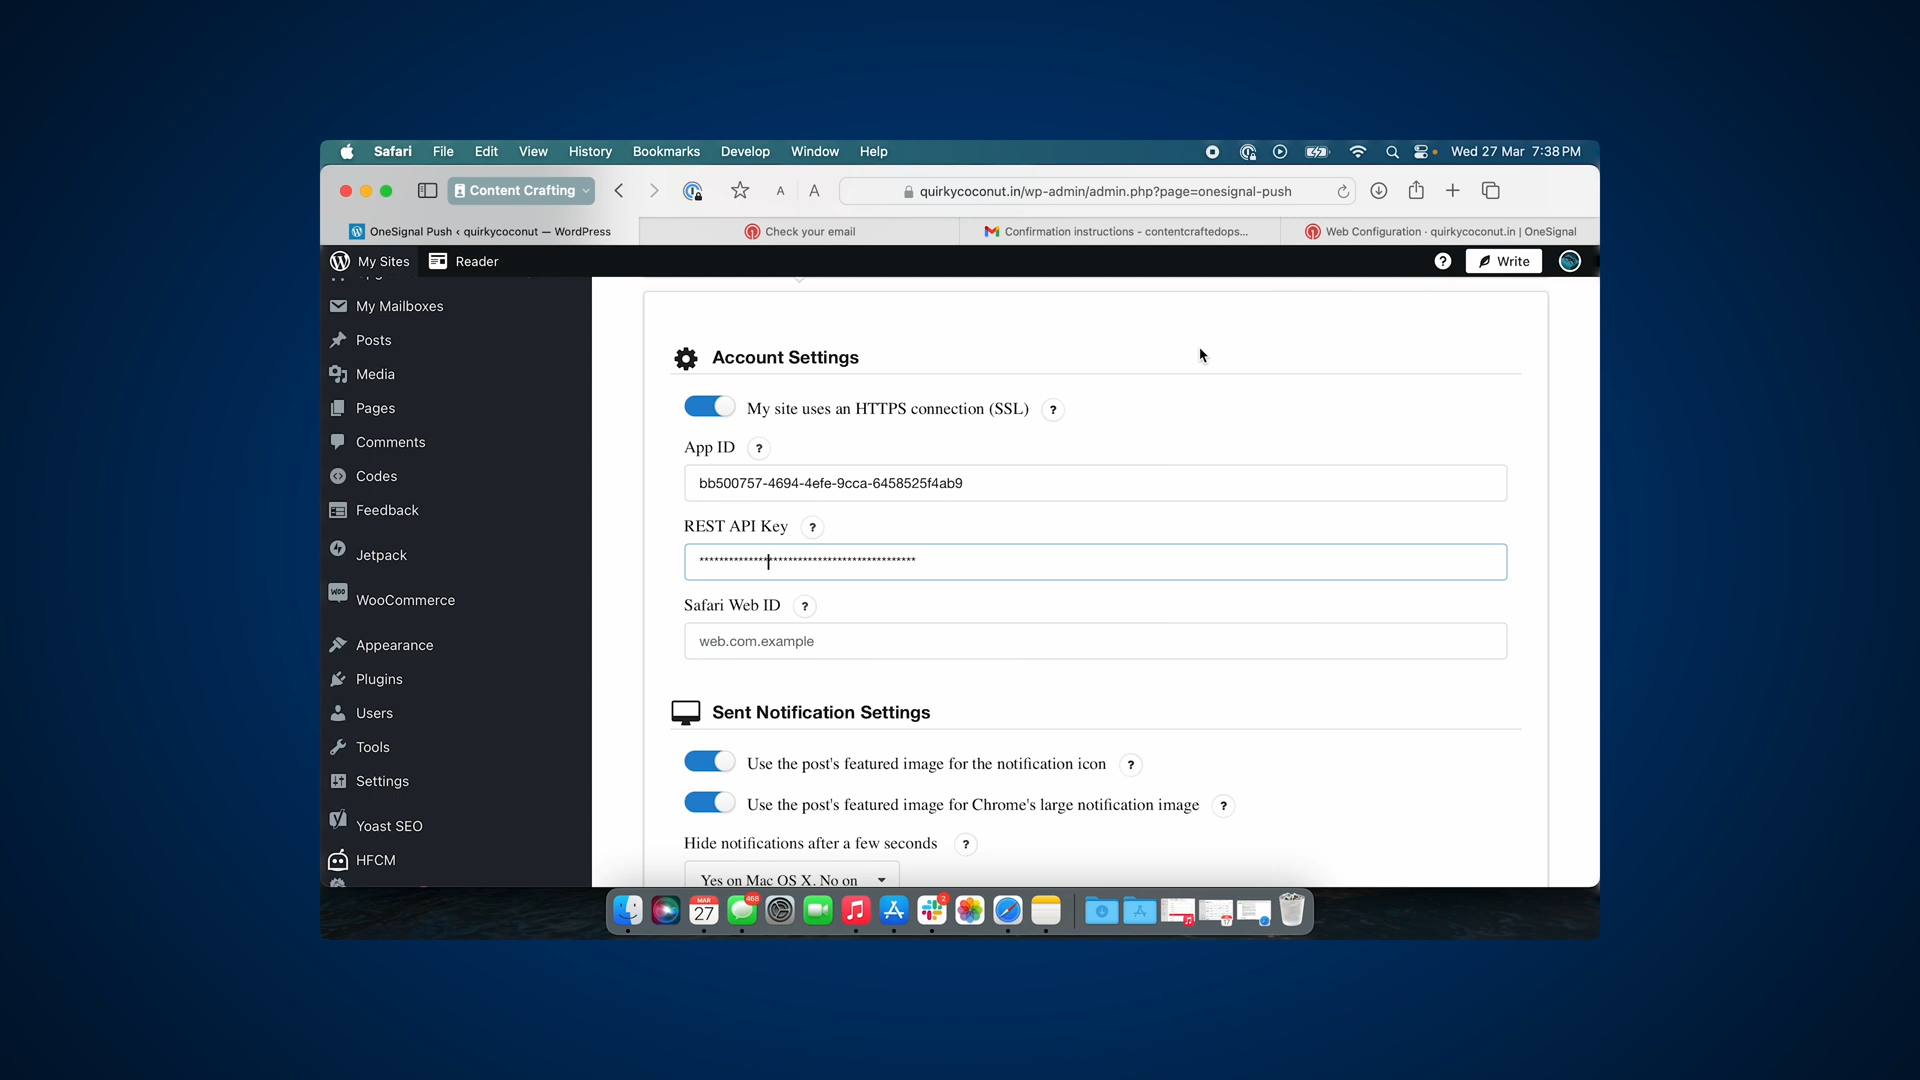 Safari File Edit View History Bookmarks Develop Window Help Wed 27 Mar 7:38 PM
Content Crafting A A quirkycoconut.in/wp-admin/admin.php?page=onesignal-push
OneSignal Push ‹ quirkycoconut — WordPress Check your email Confirmation instructions - contentcraftedops... Web Configuration · quirkycoconut.in | OneSignal
My Sites Reader ? Write
My Mailboxes
Posts
Media
Pages
Comments
Codes
Feedback
Jetpack
WooCommerce
Appearance
Plugins
Users
Tools
Settings
Yoast SEO
HFCM
Account Settings
My site uses an HTTPS connection (SSL) ?
App ID ?
bb500757-4694-4efe-9cca-6458525f4ab9
REST API Key ?
********************************************
Safari Web ID ?
web.com.example
Sent Notification Settings
Use the post's featured image for the notification icon ?
Use the post's featured image for Chrome's large notification image ?
Hide notifications after a few seconds ?
Yes on Mac OS X. No on
MAR 27 468 2 17